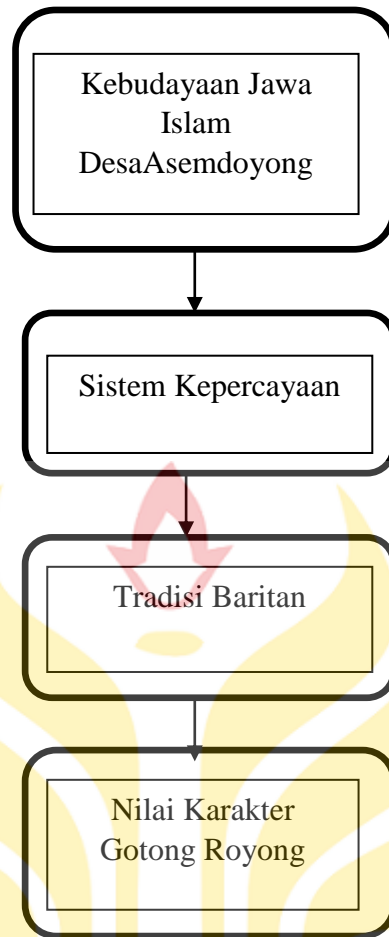 Kebudayaan Jawa
Islam
DesaAsemdoyong
Sistem Kepercayaan
Tradisi Baritan
Nilai Karakter
Gotong Royong